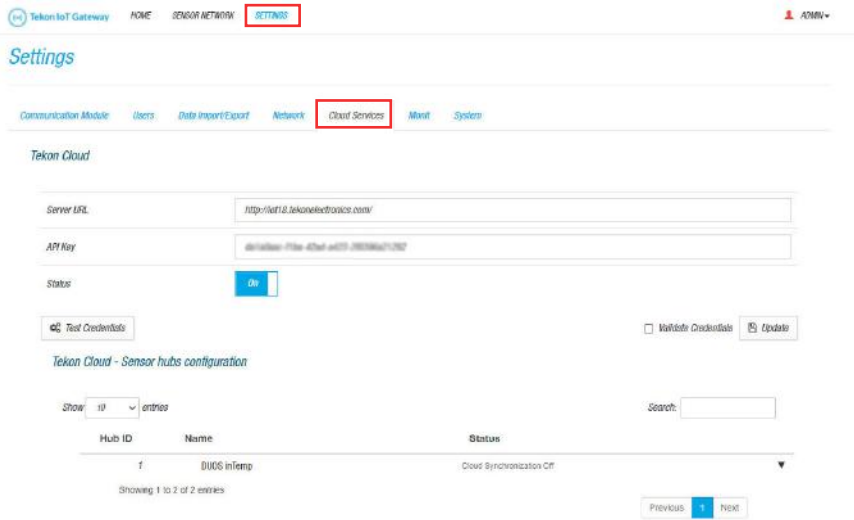 Tekon IoT Gateway HOME SENSOR NETWORK SETTINGS ADMIN
Settings
Communication Module Users Data Import/Export Network Cloud Services Monit System
Tekon Cloud
Server URL http://iot18.tekonelectronics.com/
API Key
Status On
Test Credentials Validate Credentials Update
Tekon Cloud - Sensor hubs configuration
Show 10 entries Search:
Hub ID Name Status
1 DUOS inTemp Cloud Synchronization Off
Showing 1 to 2 of 2 entries
Previous 1 Next